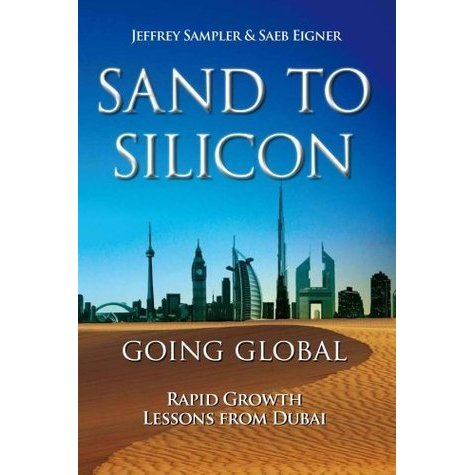 JEFFREY SAMPLER & SAEB EIGNER
SAND TO
SILICON
GOING GLOBAL
RAPID GROWTH
LESSONS FROM DUBAI